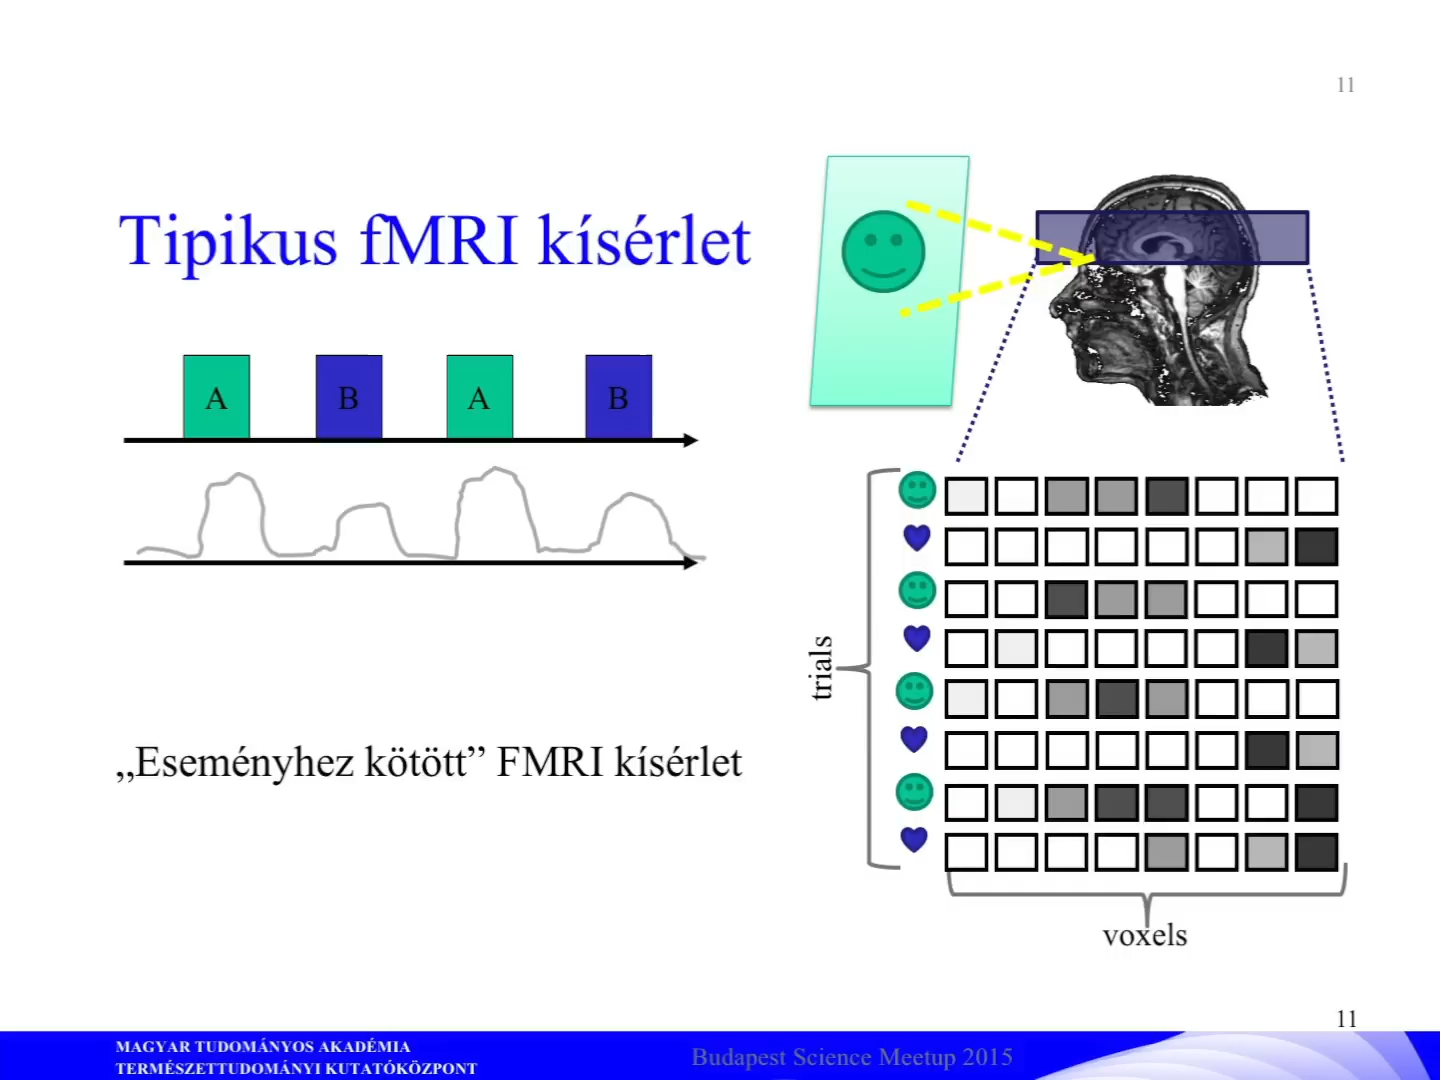 11
Tipikus fMRI kísérlet
A B A B
„Eseményhez kötött” FMRI kísérlet
trials
voxels
11
MAGYAR TUDOMÁNYOS AKADÉMIA
TERMÉSZETTUDOMÁNYI KUTATÓKÖZPONT
Budapest Science Meetup 2015